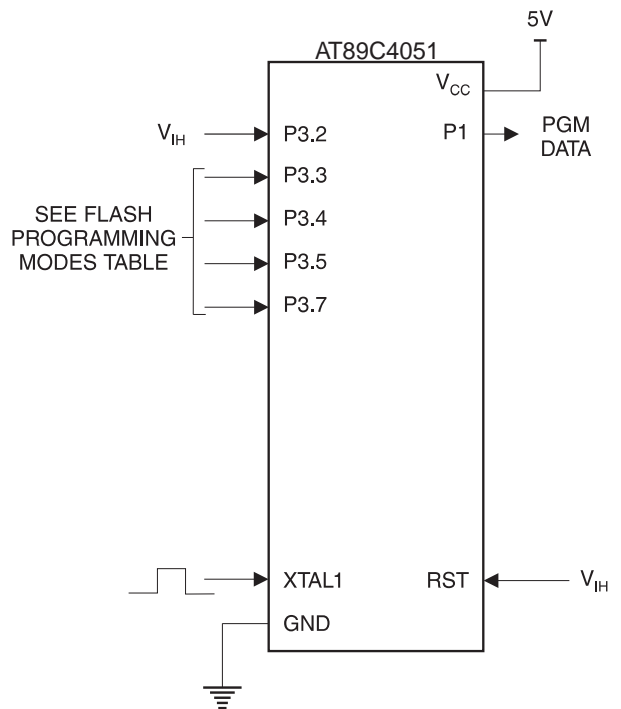 5V
AT89C4051
VCC
VIH
P3.2
P1
PGM
DATA
P3.3
SEE FLASH
PROGRAMMING
MODES TABLE
P3.4
P3.5
P3.7
XTAL1
RST
VIH
GND